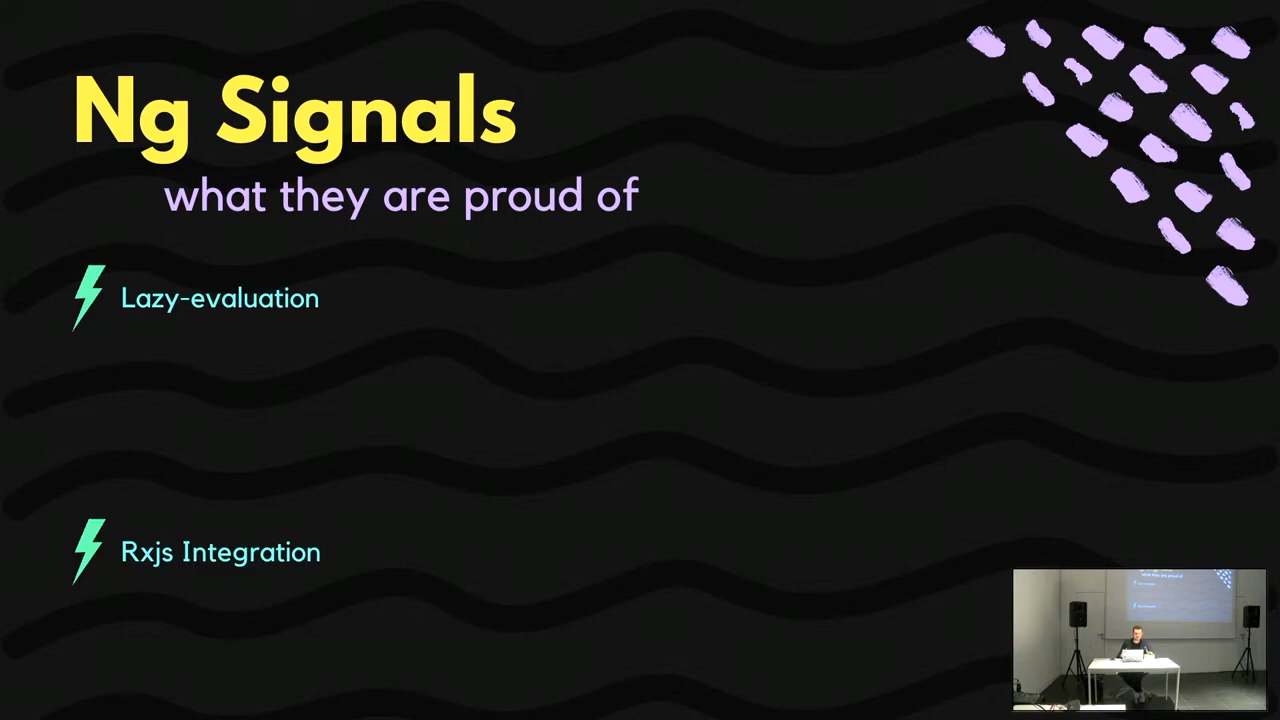 Ng Signals
what they are proud of
Lazy-evaluation
Rxjs Integration